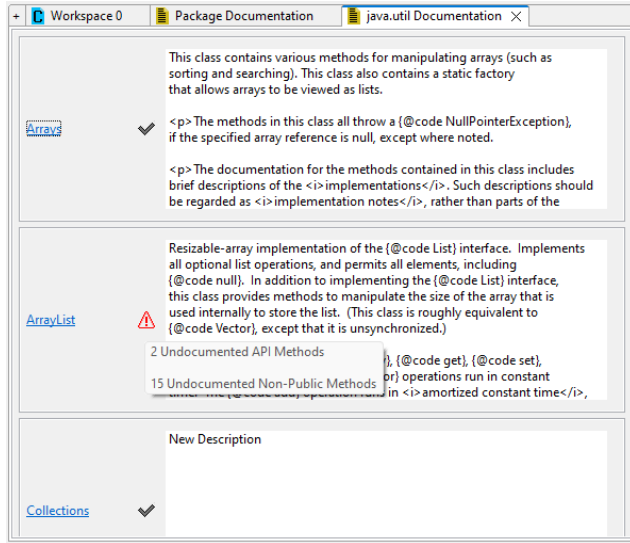 + C Workspace 0 Package Documentation java.util Documentation ×
This class contains various methods for manipulating arrays (such as
sorting and searching). This class also contains a static factory
that allows arrays to be viewed as lists.
<p>The methods in this class all throw a {@code NullPointerException},
if the specified array reference is null, except where noted.
Arrays
<p>The documentation for the methods contained in this class includes
brief descriptions of the <i>implementations</i>. Such descriptions should
be regarded as <i>implementation notes</i>, rather than parts of the
Resizable-array implementation of the {@code List} interface.  Implements
all optional list operations, and permits all elements, including
{@code null}.  In addition to implementing the {@code List} interface,
this class provides methods to manipulate the size of the array that is
used internally to store the list.  (This class is roughly equivalent to
ArrayList
{@code Vector}, except that it is unsynchronized.)
2 Undocumented API Methods
}, {@code get}, {@code set},
15 Undocumented Non-Public Methods
or} operations run in constant
in <i>amortized constant time</i>,
New Description
Collections